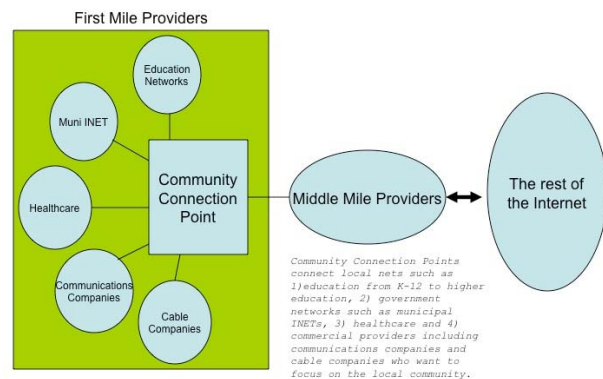 First Mile Providers
Education
Networks
Muni INET
Healthcare
Community
Connection
Point
Communications
Companies
Cable
Companies
Middle Mile Providers
The rest of
the Internet
Community Connection Points
connect local nets such as
1)education from K-12 to higher
education, 2) government
networks such as municipal
INETs, 3) healthcare and 4)
commercial providers including
communications companies and
cable companies who want to
focus on the local community.